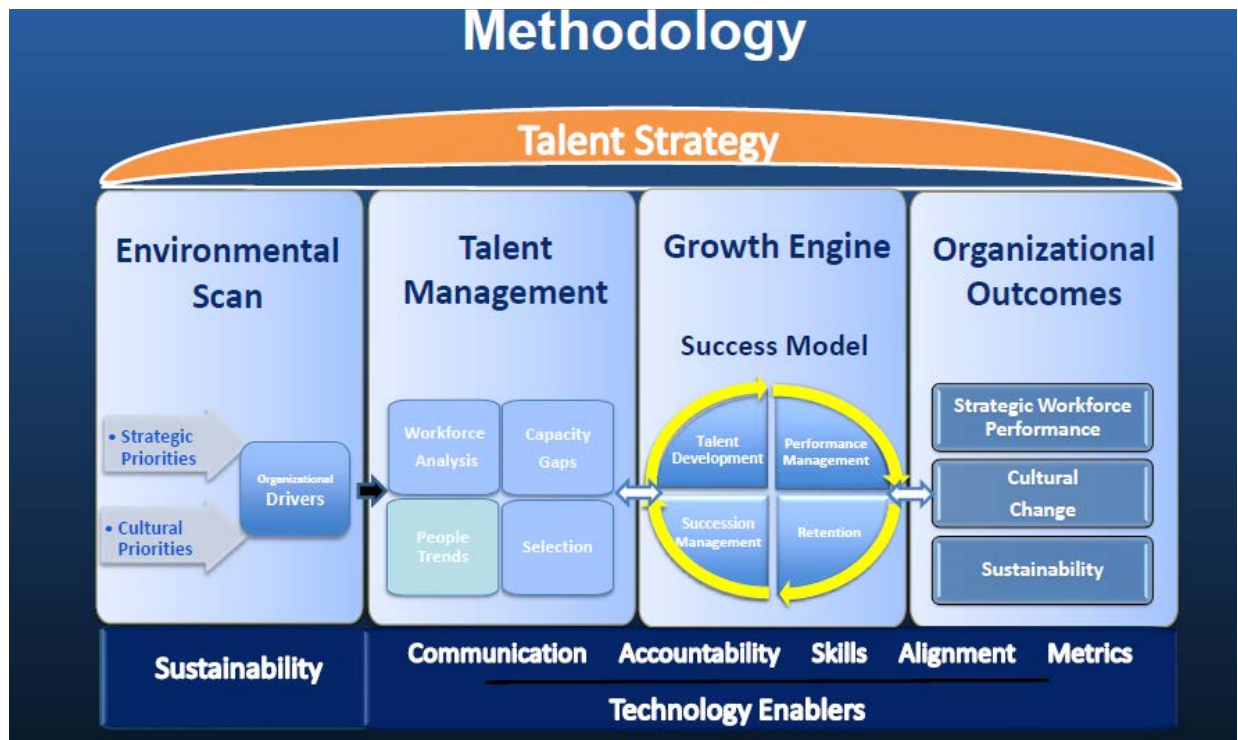 Methodology
Talent Strategy
Environmental
Scan
• Strategic
Priorities
• Cultural
Priorities
Organizational
Drivers
Talent
Management
Workforce
Analysis
Capacity
Gaps
People
Trends
Selection
Growth Engine
Success Model
Talent
Development
Performance
Management
Succession
Management
Retention
Organizational
Outcomes
Strategic Workforce
Performance
Cultural
Change
Sustainability
Sustainability
Communication Accountability Skills Alignment Metrics
Technology Enablers